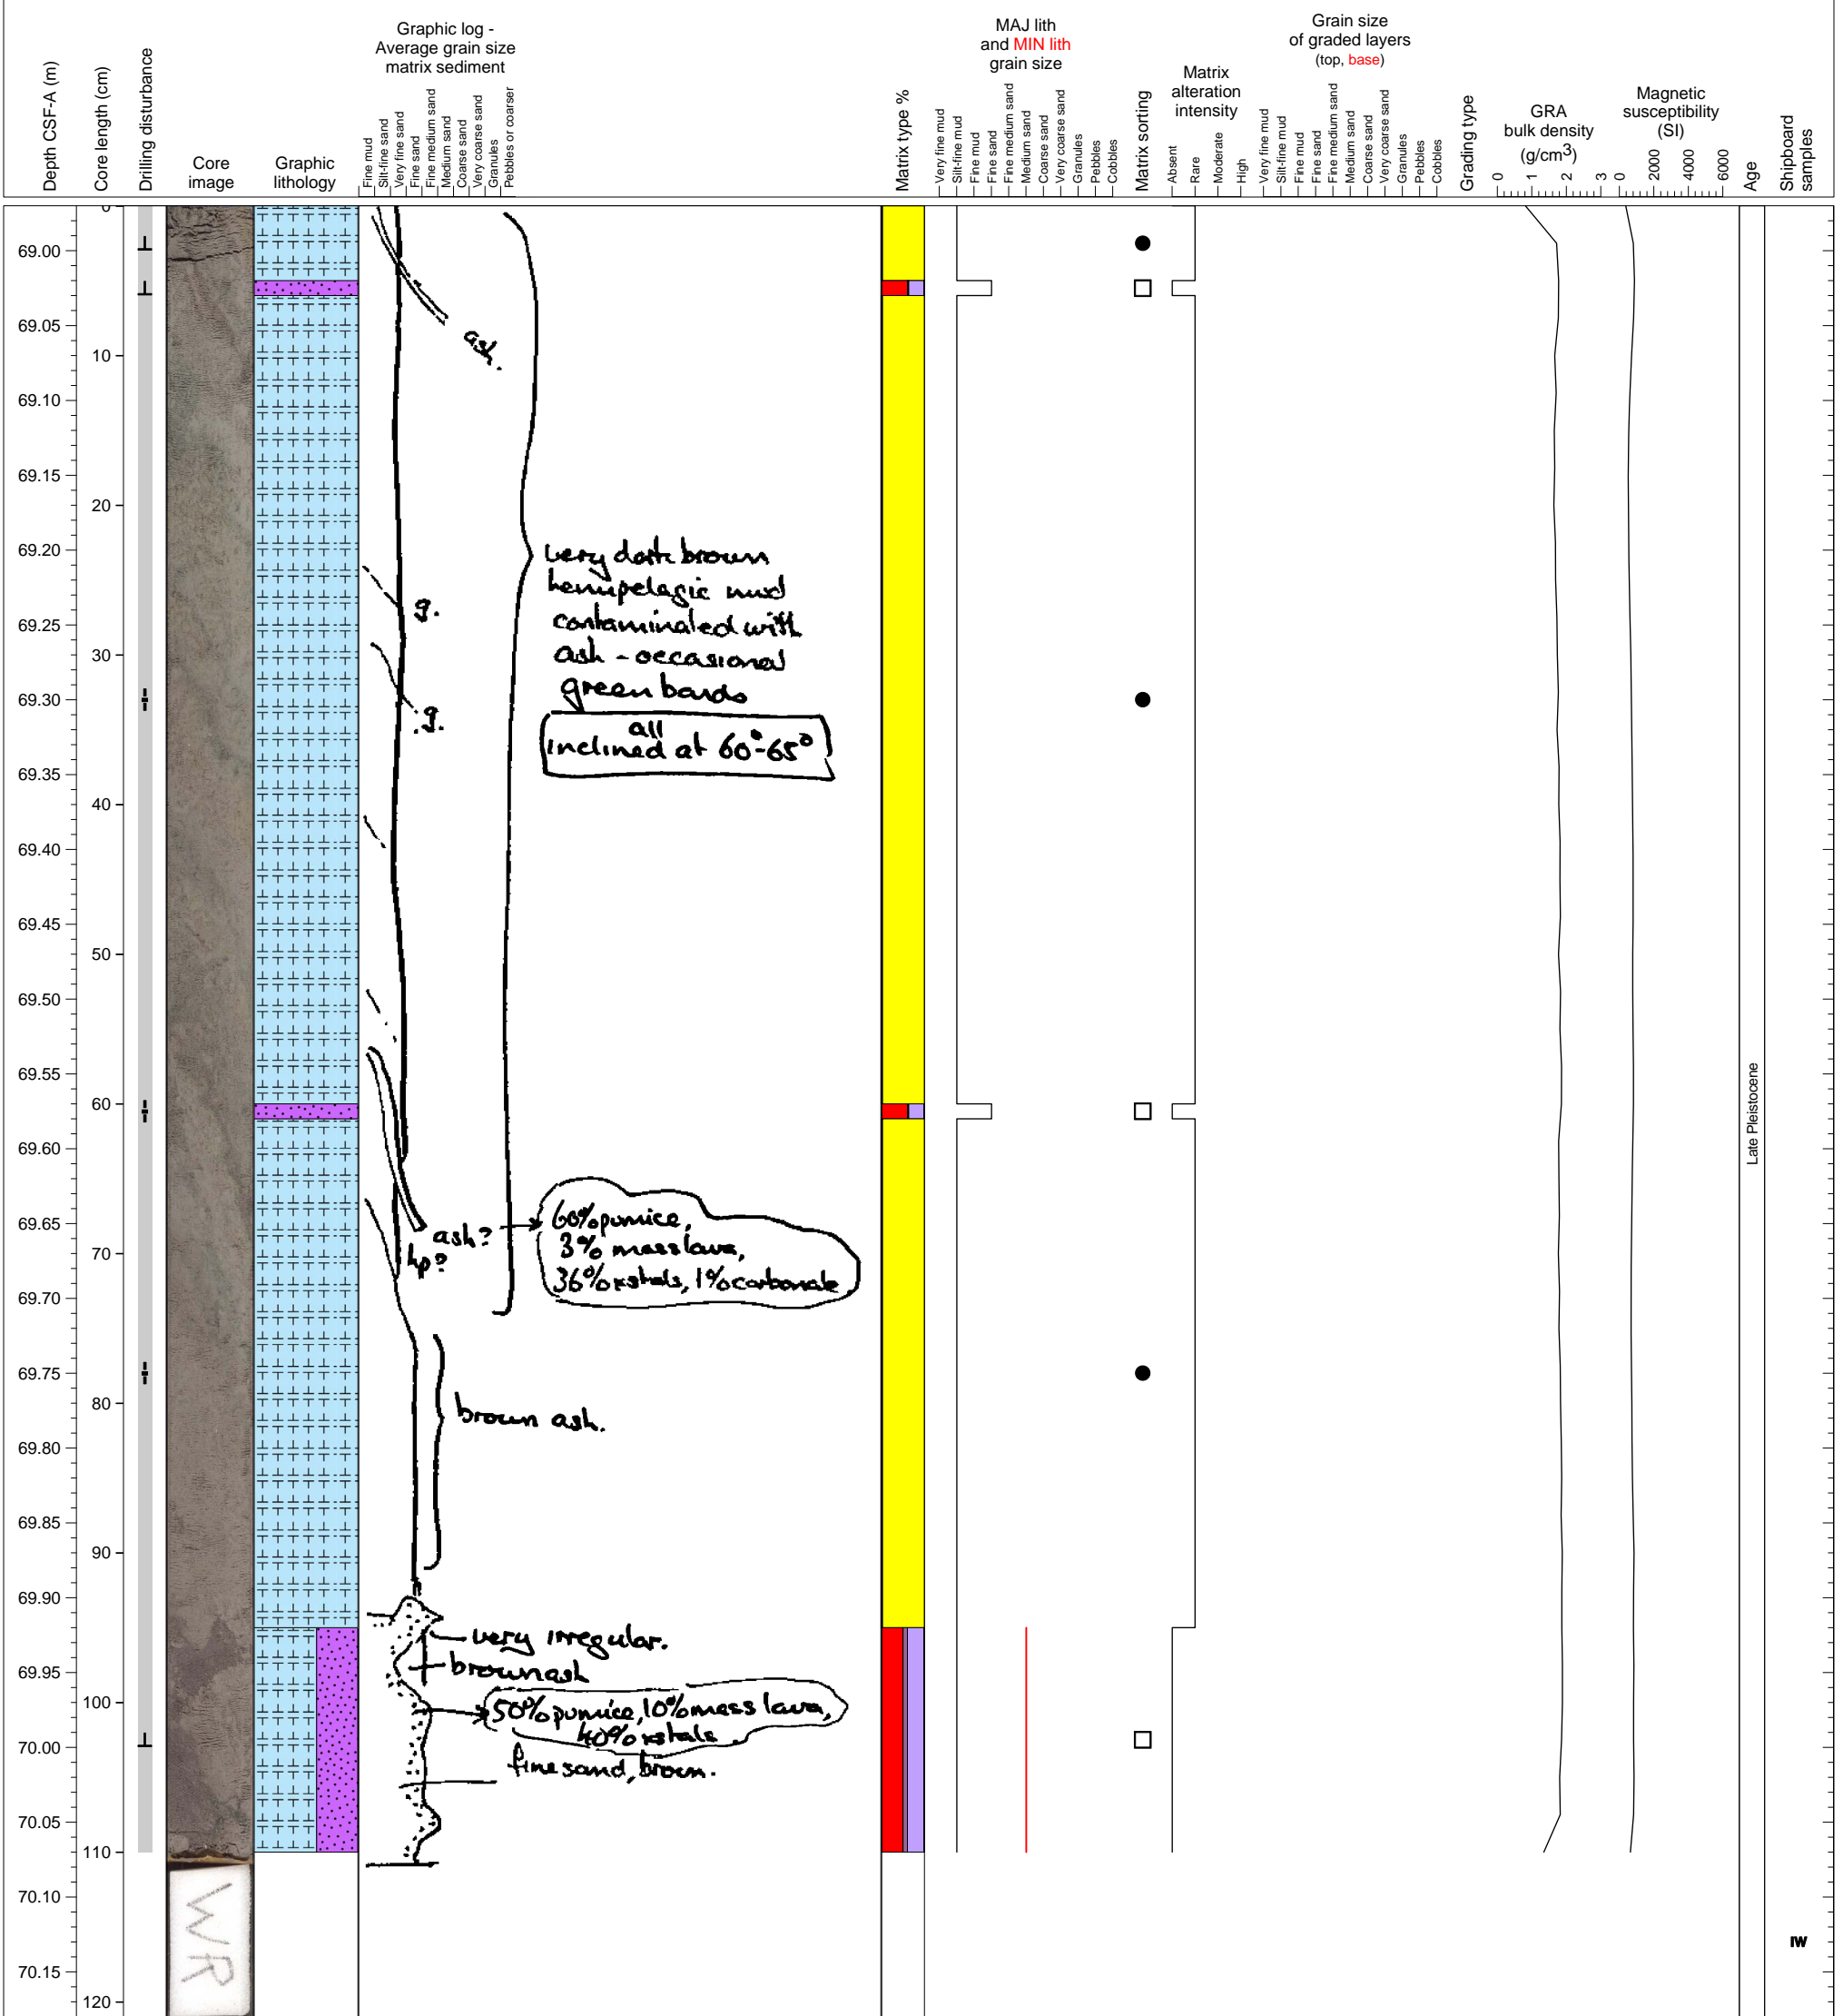 Depth CSF-A (m)
Core length (cm)
Drilling disturbance
Core
image
Graphic
lithology
Graphic log -
Average grain size
matrix sediment
Fine mud
Silt-fine sand
Very fine sand
Fine sand
Fine medium sand
Medium sand
Coarse sand
Very coarse sand
Granules
Pebbles or coarser
Matrix type %
MAJ lith
and MIN lith
grain size
Very fine mud
Silt-fine mud
Fine mud
Fine sand
Fine medium sand
Medium sand
Coarse sand
Very coarse sand
Granules
Pebbles
Cobbles
Matrix sorting
Matrix
alteration
intensity
Absent
Rare
Moderate
High
Grain size
of graded layers
(top, base)
Very fine mud
Silt-fine mud
Fine mud
Fine sand
Fine medium sand
Medium sand
Coarse sand
Very coarse sand
Granules
Pebbles
Cobbles
Grading type
GRA
bulk density
(g/cm3)
0 1 2 3
Magnetic
susceptibility
(SI)
0 2000 4000 6000
Age
Shipboard
samples
0
69.00
69.05
10
69.10
69.15
20
69.20
69.25
30
69.30
69.35
40
69.40
69.45
50
69.50
69.55
60
69.60
69.65
70
69.70
69.75
80
69.80
69.85
90
69.90
69.95
100
70.00
70.05
110
70.10
70.15
120
ash.
very dark brown
hemipelagic mud
contaminated with
ash - occasional
green bands
all
inclined at 60°-65°
g.
g.
ash?
hp?
60% pumice,
3% mass lava,
36% xstals, 1% carbonate
brown ash.
very irregular.
brown ash
50% pumice, 10% mass lava,
40% xstals
fine sand, brown.
Late Pleistocene
WR
IW